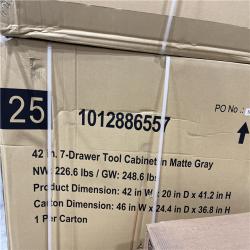 25
1012886557
PO No
42 in. 7-Drawer Tool Cabinet in Matte Gray
NW: 226.6 lbs / GW: 248.6 lbs
Product Dimension: 42 in W x 20 in D x 41.2 in H
Carton Dimension: 46 in W x 24.4 in D x 36.8 in H
1 Per Carton